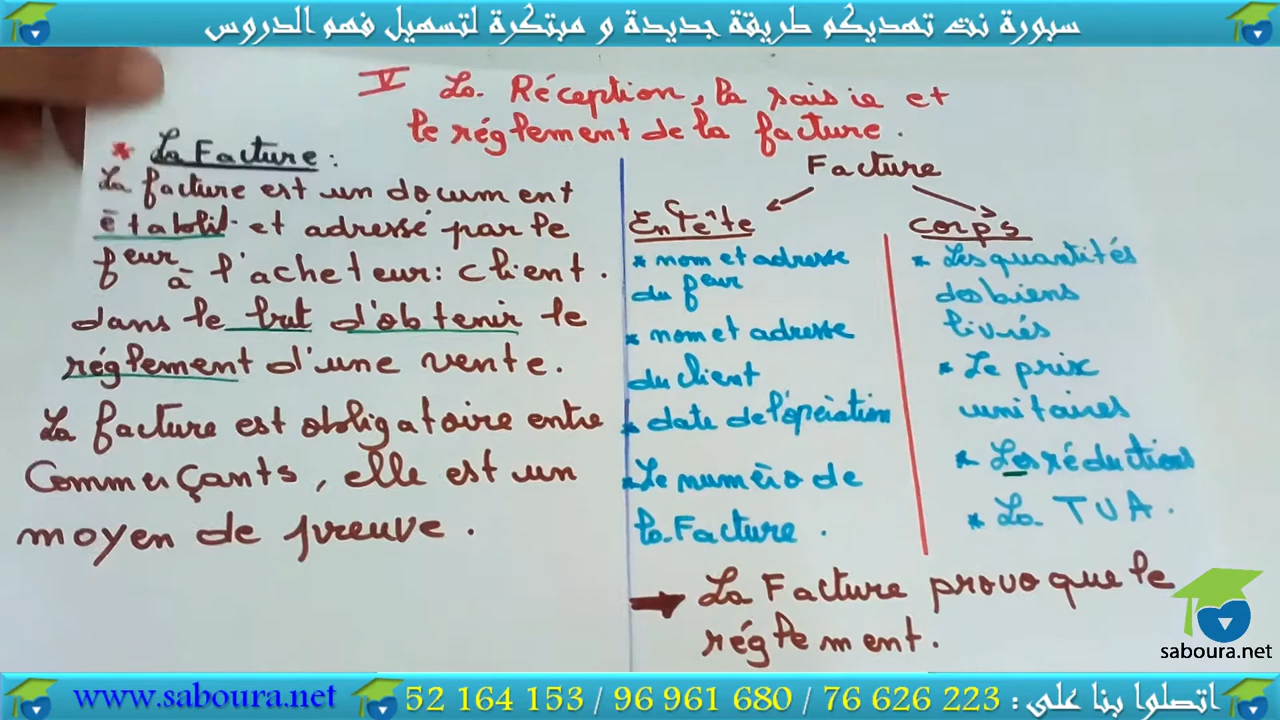 سبورة نت تهديكم طريقة جديدة و مبتكرة لتسهيل فهم الدروس
V La Réception, la saisie et
le réglement de la facture.
* La Facture:
La facture est un document
établit et adressé par le
feur à l'acheteur: client.
dans le but d'obtenir le
réglement d'une vente.
La facture est obligatoire entre
Commerçants, elle est un
moyen de preuve.
Facture
EnTête
* nom et adresse
du feur
* nom et adresse
du client
* date de l'opération
* Le numèro de
la Facture.
corps
* Les quantités
des biens
livrés
* Le prix
unitaires
* Les réductions
* La TVA.
→ La Facture provoque le
réglement.
saboura.net
www.saboura.net
اتصلوا بنا على : 52 164 153 / 96 961 680 / 76 626 223